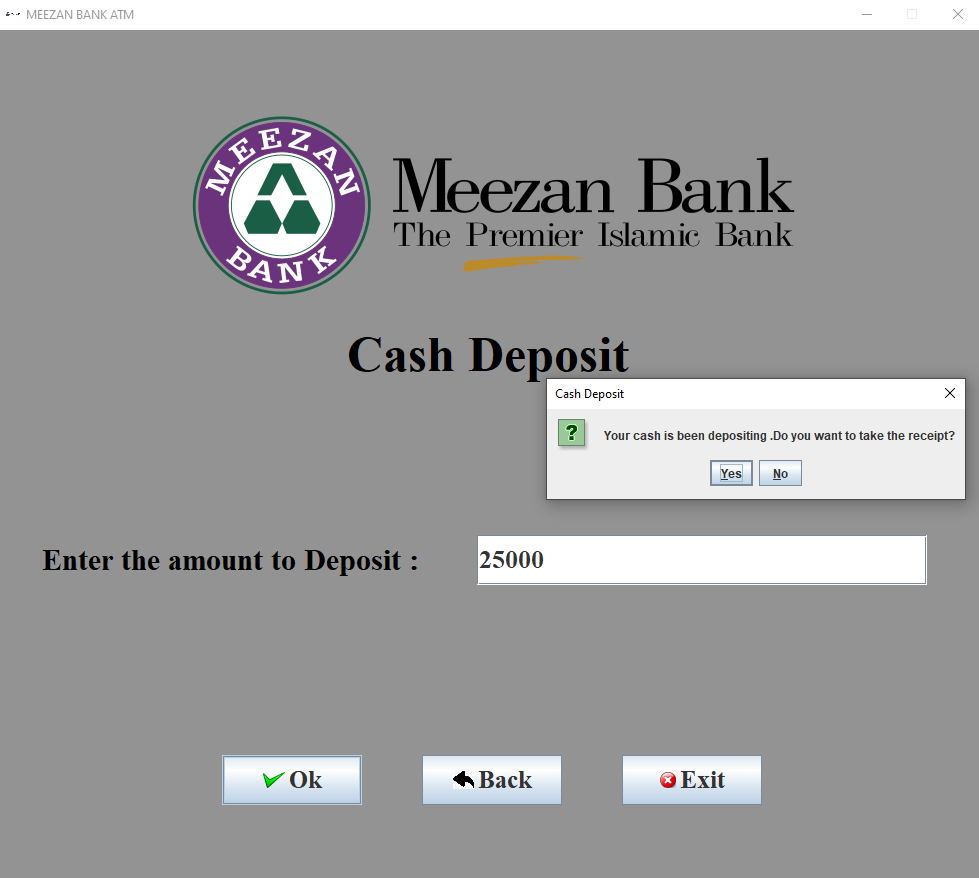 MEEZAN BANK ATM
MEEZAN
BANK
Meezan Bank
The Premier Islamic Bank
Cash Deposit
Cash Deposit
?
Your cash is been depositing .Do you want to take the receipt?
Yes No
Enter the amount to Deposit : 25000
Ok Back Exit